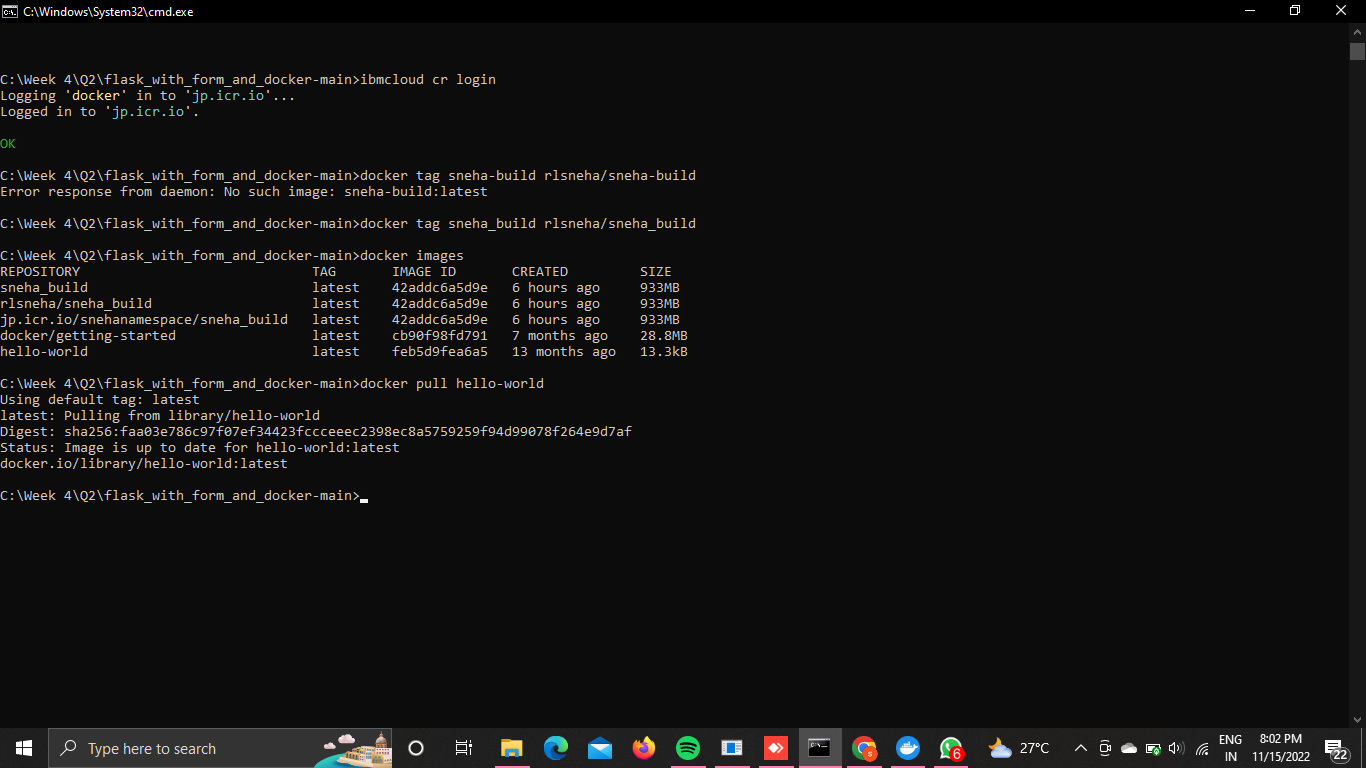 C:\Windows\System32\cmd.exe
C:\Week 4\Q2\flask_with_form_and_docker-main>ibmcloud cr login
Logging 'docker' in to 'jp.icr.io'...
Logged in to 'jp.icr.io'.
OK
C:\Week 4\Q2\flask_with_form_and_docker-main>docker tag sneha-build rlsneha/sneha-build
Error response from daemon: No such image: sneha-build:latest
C:\Week 4\Q2\flask_with_form_and_docker-main>docker tag sneha_build rlsneha/sneha_build
C:\Week 4\Q2\flask_with_form_and_docker-main>docker images
REPOSITORY TAG IMAGE ID CREATED SIZE
sneha_build latest 42addc6a5d9e 6 hours ago 933MB
rlsneha/sneha_build latest 42addc6a5d9e 6 hours ago 933MB
jp.icr.io/snehanamespace/sneha_build latest 42addc6a5d9e 6 hours ago 933MB
docker/getting-started latest cb90f98fd791 7 months ago 28.8MB
hello-world latest feb5d9fea6a5 13 months ago 13.3kB
C:\Week 4\Q2\flask_with_form_and_docker-main>docker pull hello-world
Using default tag: latest
latest: Pulling from library/hello-world
Digest: sha256:faa03e786c97f07ef34423fccceeec2398ec8a5759259f94d99078f264e9d7af
Status: Image is up to date for hello-world:latest
docker.io/library/hello-world:latest
C:\Week 4\Q2\flask_with_form_and_docker-main>
Type here to search
6
27°C
ENG
IN
8:02 PM
11/15/2022
22